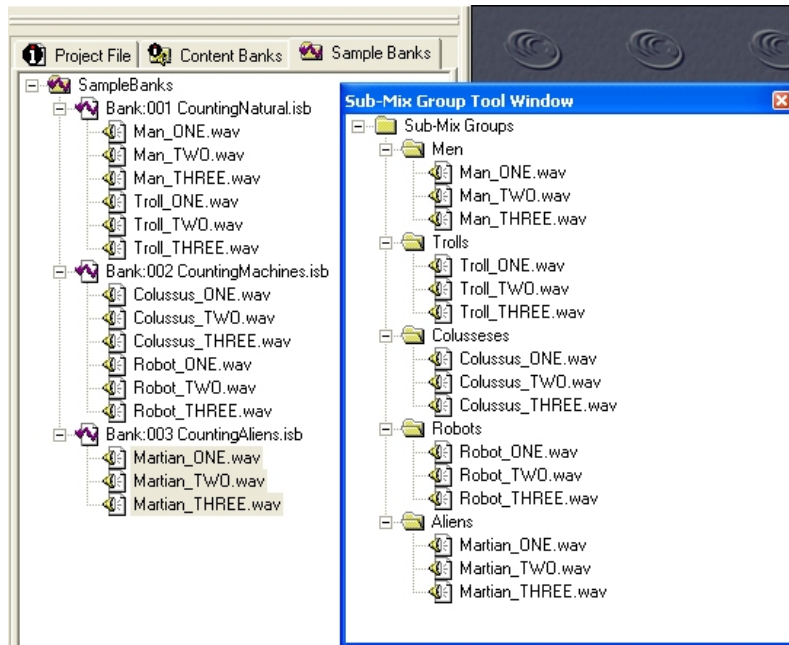 Project File
Content Banks
Sample Banks
SampleBanks
Bank:001 CountingNatural.isb
Man_ONE.wav
Man_TWO.wav
Man_THREE.wav
Troll_ONE.wav
Troll_TWO.wav
Troll_THREE.wav
Bank:002 CountingMachines.isb
Colussus_ONE.wav
Colussus_TWO.wav
Colussus_THREE.wav
Robot_ONE.wav
Robot_TWO.wav
Robot_THREE.wav
Bank:003 CountingAliens.isb
Martian_ONE.wav
Martian_TWO.wav
Martian_THREE.wav
Sub-Mix Group Tool Window
Sub-Mix Groups
Men
Man_ONE.wav
Man_TWO.wav
Man_THREE.wav
Trolls
Troll_ONE.wav
Troll_TWO.wav
Troll_THREE.wav
Colusseses
Colussus_ONE.wav
Colussus_TWO.wav
Colussus_THREE.wav
Robots
Robot_ONE.wav
Robot_TWO.wav
Robot_THREE.wav
Aliens
Martian_ONE.wav
Martian_TWO.wav
Martian_THREE.wav